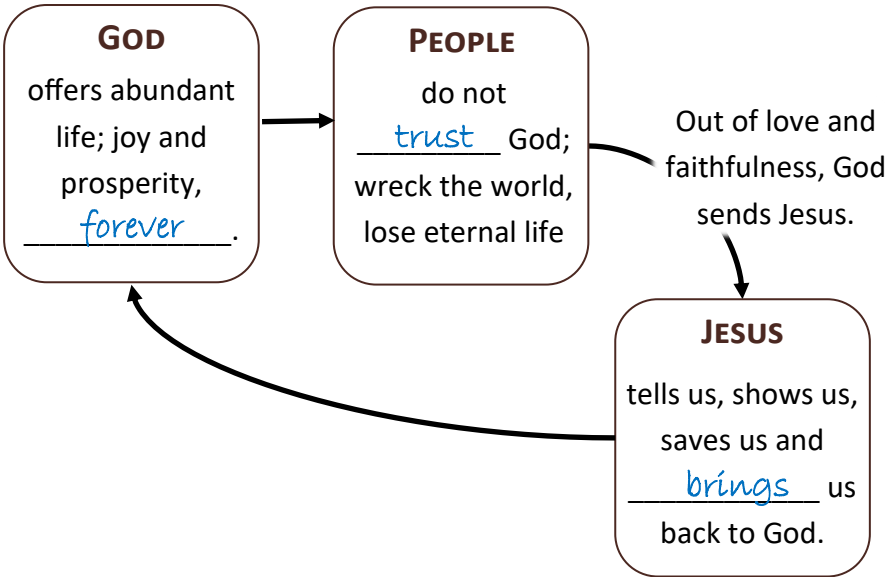 GOD
offers abundant
life; joy and
prosperity,
forever.
PEOPLE
do not
trust God;
wreck the world,
lose eternal life
Out of love and
faithfulness, God
sends Jesus.
JESUS
tells us, shows us,
saves us and
brings us
back to God.